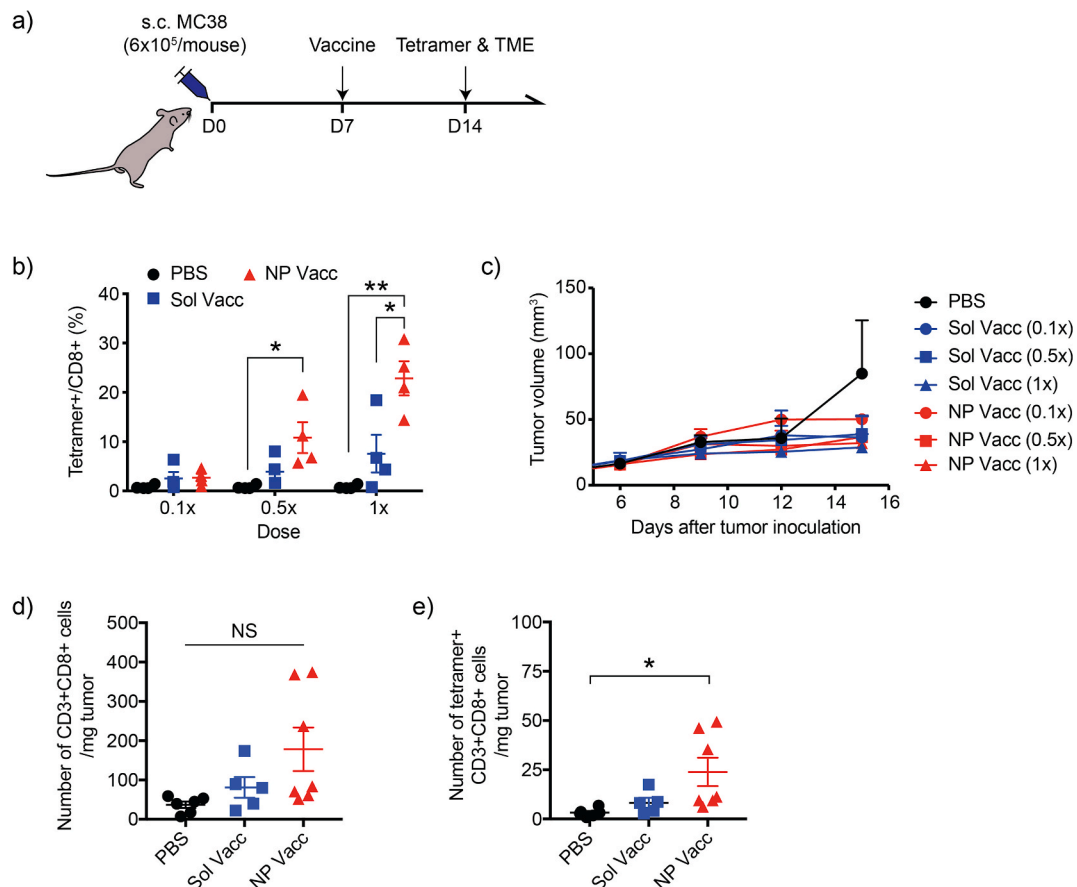 a)
s.c. MC38
(6x10⁵/mouse)
Vaccine
Tetramer & TME
D0
D7
D14
b)
PBS
NP Vacc
Sol Vacc
Tetramer+/CD8+ (%)
40
30
20
10
0
**
*
*
0.1x
0.5x
1x
Dose
c)
Tumor volume (mm³)
150
100
50
0
6
8
10
12
14
16
Days after tumor inoculation
PBS
Sol Vacc (0.1x)
Sol Vacc (0.5x)
Sol Vacc (1x)
NP Vacc (0.1x)
NP Vacc (0.5x)
NP Vacc (1x)
d)
Number of CD3+CD8+ cells
/mg tumor
500
400
300
200
100
0
NS
PBS
Sol Vacc
NP Vacc
e)
Number of tetramer+
CD3+CD8+ cells
/mg tumor
100
75
50
25
0
*
PBS
Sol Vacc
NP Vacc